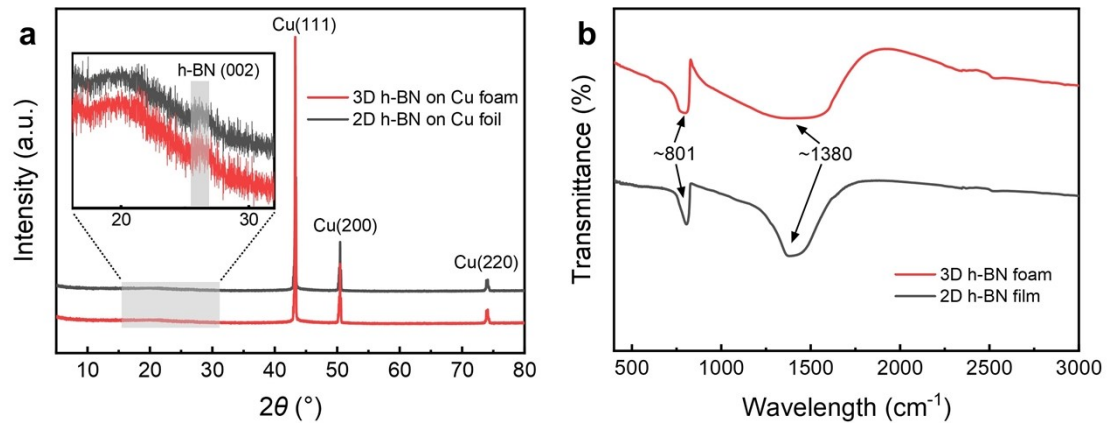 a
Intensity (a.u.)
Cu(111)
h-BN (002)
20
30
3D h-BN on Cu foam
2D h-BN on Cu foil
Cu(200)
Cu(220)
10
20
30
40
50
60
70
80
2θ (°)
b
Transmittance (%)
~801
~1380
3D h-BN foam
2D h-BN film
500
1000
1500
2000
2500
3000
Wavelength (cm⁻¹)